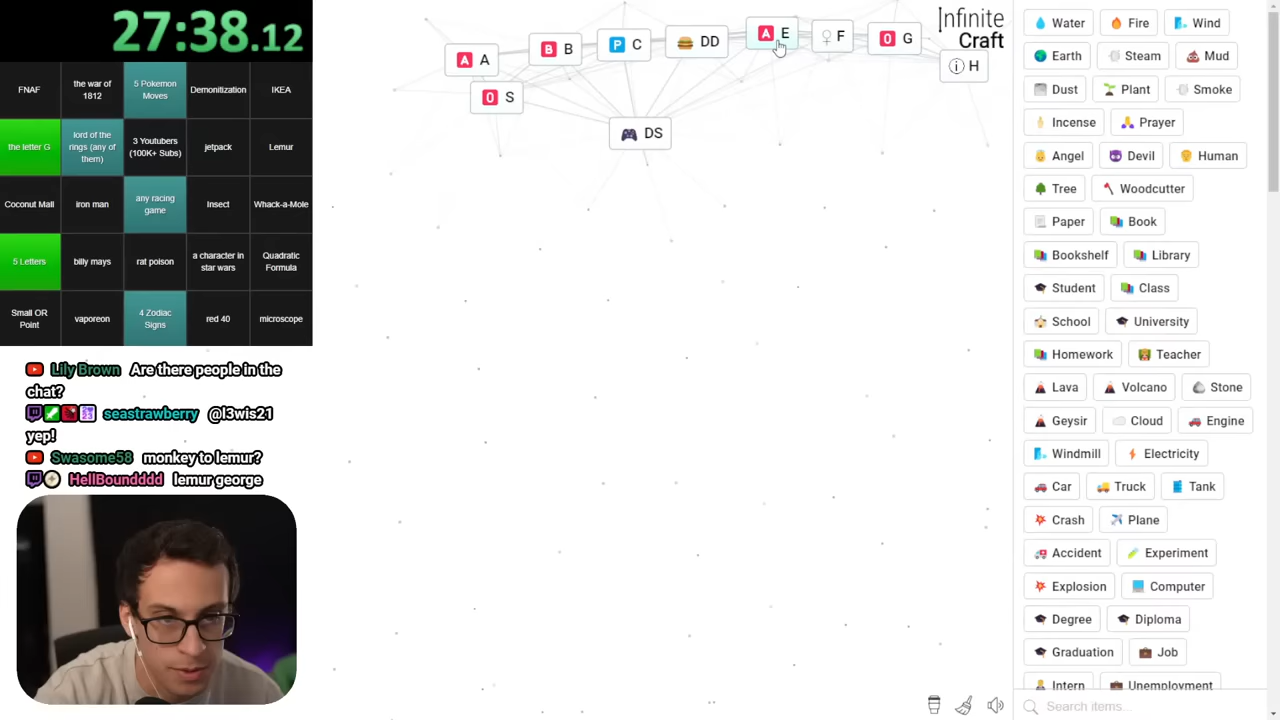 27:38.12
FNAF
the war of
1812
5 Pokemon
Moves
Demonitization
IKEA
the letter G
lord of the
rings (any of
them)
3 Youtubers
(100K+ Subs)
jetpack
Lemur
Coconut Mall
iron man
any racing
game
Insect
Whack-a-Mole
5 Letters
billy mays
rat poison
a character in
star wars
Quadratic
Formula
Small OR
Point
vaporeon
4 Zodiac
Signs
red 40
microscope
Lily Brown Are there people in the
chat?
seastrawberry @l3wis21
yep!
Swasome58 monkey to lemur?
HellBoundddd lemur george
A A
B B
P C
DD
A E
♀ F
O G
H
O S
DS
Infinite
Craft
Water
Fire
Wind
Earth
Steam
Mud
Dust
Plant
Smoke
Incense
Prayer
Angel
Devil
Human
Tree
Woodcutter
Paper
Book
Bookshelf
Library
Student
Class
School
University
Homework
Teacher
Lava
Volcano
Stone
Geysir
Cloud
Engine
Windmill
Electricity
Car
Truck
Tank
Crash
Plane
Accident
Experiment
Explosion
Computer
Degree
Diploma
Graduation
Job
Intern
Unemployment
Search items...